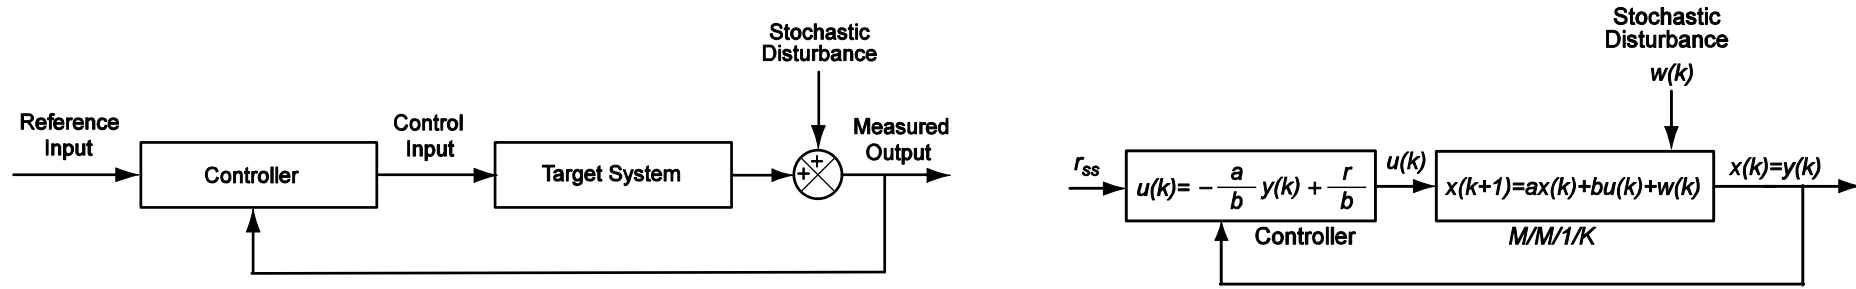 Stochastic
Disturbance
Reference
Input
Controller
Control
Input
Target System
+
+
Measured
Output
Stochastic
Disturbance
w(k)
r_ss
u(k)= - a/b y(k) + r/b
Controller
u(k)
x(k+1)=ax(k)+bu(k)+w(k)
M/M/1/K
x(k)=y(k)